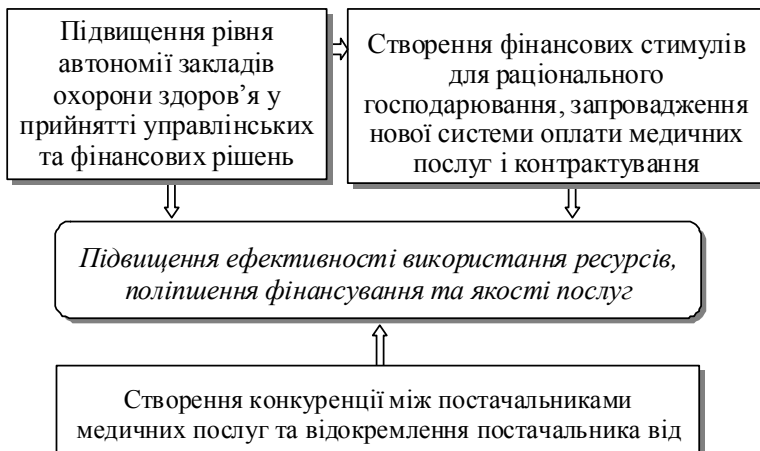 Підвищення рівня
автономії закладів
охорони здоров’я у
прийнятті управлінських
та фінансових рішень
Створення фінансових стимулів
для раціонального
господарювання, запровадження
нової системи оплати медичних
послуг і контрактування
Підвищення ефективності використання ресурсів,
поліпшення фінансування та якості послуг
Створення конкуренції між постачальниками
медичних послуг та відокремлення постачальника від